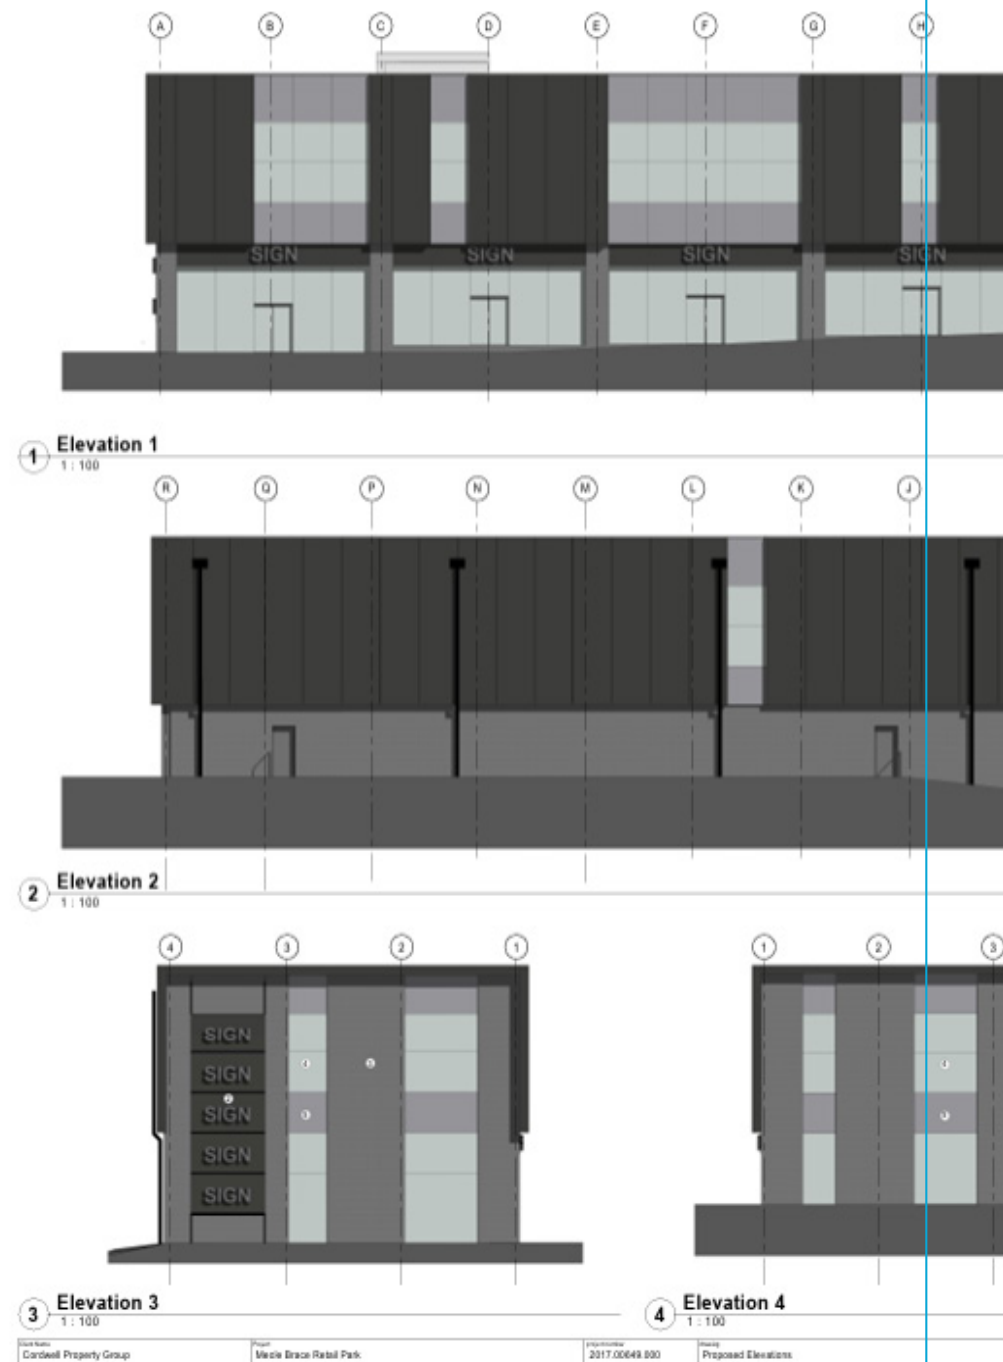 A B C D E F G H
SIGN SIGN SIGN SIGN
1 Elevation 1
1 : 100
R Q P N M L K J
2 Elevation 2
1 : 100
4 3 2 1
1 2 3
SIGN
SIGN
SIGN
SIGN
SIGN
3 Elevation 3
1 : 100
4 Elevation 4
1 : 100
Project
Cordwell Property Group
Meole Brace Retail Park
2017.00649.000
Proposed Elevations